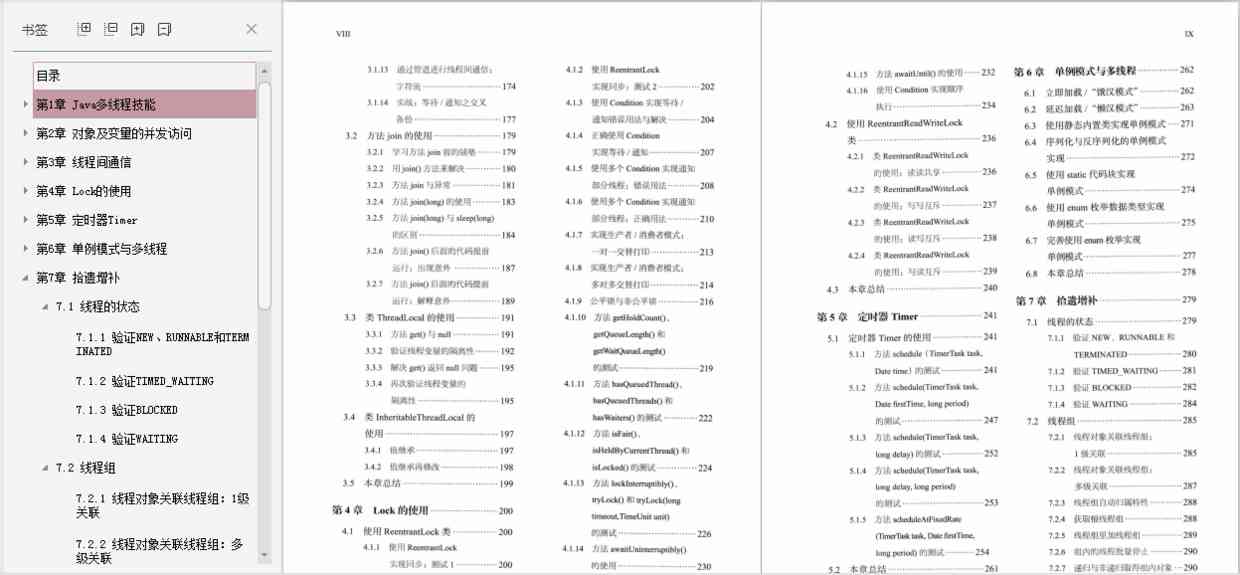 书签
目录
第1章 Java多线程技能
第2章 对象及变量的并发访问
第3章 线程间通信
第4章 Lock的使用
第5章 定时器Timer
第6章 单例模式与多线程
第7章 拾遗增补
7.1 线程的状态
7.1.1 验证NEW、RUNNABLE和TERM
INATED
7.1.2 验证TIMED_WAITING
7.1.3 验证BLOCKED
7.1.4 验证WAITING
7.2 线程组
7.2.1 线程对象关联线程组：1级
关联
7.2.2 线程对象关联线程组：多
级关联
VIII
3.1.13 通过管道进行线程间通信：
字符流 174
3.1.14 实战：等待/通知之交叉
备份 177
3.2 方法 join 的使用 179
3.2.1 学习方法 join 前的铺垫 179
3.2.2 用 join() 方法来解决 180
3.2.3 方法 join 与异常 181
3.2.4 方法 join(long) 的使用 183
3.2.5 方法 join(long) 与 sleep(long)
的区别 184
3.2.6 方法 join() 后面的代码提前
运行：出现意外 187
3.2.7 方法 join() 后面的代码提前
运行：解释意外 189
3.3 类 ThreadLocal 的使用 191
3.3.1 方法 get() 与 null 191
3.3.2 验证线程变量的隔离性 192
3.3.3 解决 get() 返回 null 问题 195
3.3.4 再次验证线程变量的
隔离性 195
3.4 类 InheritableThreadLocal 的
使用 197
3.4.1 值继承 197
3.4.2 值继承再修改 198
3.5 本章总结 199
第 4 章 Lock 的使用 200
4.1 使用 ReentrantLock 类 200
4.1.1 使用 ReentrantLock
实现同步：测试 1 200
4.1.2 使用 ReentrantLock
实现同步：测试 2 202
4.1.3 使用 Condition 实现等待 /
通知错误用法与解决 204
4.1.4 正确使用 Condition
实现等待 / 通知 207
4.1.5 使用多个 Condition 实现通知
部分线程：错误用法 208
4.1.6 使用多个 Condition 实现通知
部分线程：正确用法 210
4.1.7 实现生产者 / 消费者模式：
一对一交替打印 213
4.1.8 实现生产者 / 消费者模式：
多对多交替打印 214
4.1.9 公平锁与非公平锁 216
4.1.10 方法 getHoldCount()、
getQueueLength() 和
getWaitQueueLength()
的测试 219
4.1.11 方法 hasQueuedThread()、
hasQueuedThreads() 和
hasWaiters() 的测试 222
4.1.12 方法 isFair()、
isHeldByCurrentThread() 和
isLocked() 的测试 224
4.1.13 方法 lockInterruptibly()、
tryLock() 和 tryLock(long
timeout,TimeUnit unit)
的测试 226
4.1.14 方法 awaitUninterruptibly()
的使用 230
IX
4.1.15 方法 awaitUntil() 的使用 232
4.1.16 使用 Condition 实现顺序
执行 234
4.2 使用 ReentrantReadWriteLock
类 236
4.2.1 类 ReentrantReadWriteLock
的使用：读读共享 236
4.2.2 类 ReentrantReadWriteLock
的使用：写写互斥 237
4.2.3 类 ReentrantReadWriteLock
的使用：读写互斥 238
4.2.4 类 ReentrantReadWriteLock
的使用：写读互斥 239
4.3 本章总结 240
第 5 章 定时器 Timer 241
5.1 定时器 Timer 的使用 241
5.1.1 方法 schedule（TimerTask task,
Date time）的测试 241
5.1.2 方法 schedule(TimerTask task,
Date firstTime, long period)
的测试 247
5.1.3 方法 schedule(TimerTask task,
long delay) 的测试 252
5.1.4 方法 schedule(TimerTask task,
long delay, long period)
的测试 253
5.1.5 方法 scheduleAtFixedRate
(TimerTask task, Date firstTime,
long period) 的测试 254
5.2 本章总结 261
第 6 章 单例模式与多线程 262
6.1 立即加载 / “饿汉模式” 262
6.2 延迟加载 / “懒汉模式” 263
6.3 使用静态内置类实现单例模式 271
6.4 序列化与反序列化的单例模式
实现 272
6.5 使用 static 代码块实现
单例模式 274
6.6 使用 enum 枚举数据类型实现
单例模式 275
6.7 完善使用 enum 枚举实现
单例模式 277
6.8 本章总结 278
第 7 章 拾遗增补 279
7.1 线程的状态 279
7.1.1 验证 NEW、RUNNABLE 和
TERMINATED 280
7.1.2 验证 TIMED_WAITING 281
7.1.3 验证 BLOCKED 282
7.1.4 验证 WAITING 284
7.2 线程组 285
7.2.1 线程对象关联线程组：
1 级关联 285
7.2.2 线程对象关联线程组：
多级关联 287
7.2.3 线程组自动归属特性 288
7.2.4 获取根线程组 288
7.2.5 线程组里加线程组 289
7.2.6 组内的线程批量停止 290
7.2.7 递归与非递归取得组内对象 290